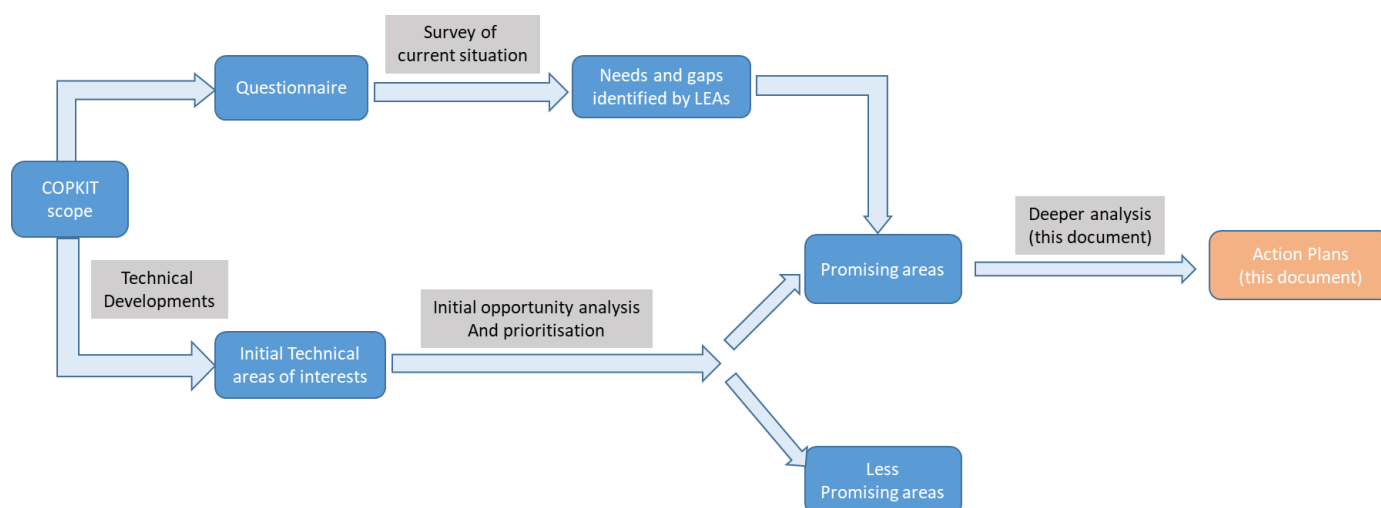 Survey of
current situation
Questionnaire
Needs and gaps
identified by LEAs
COPKIT
scope
Technical
Developments
Initial opportunity analysis
And prioritisation
Initial Technical
areas of interests
Promising areas
Deeper analysis
(this document)
Action Plans
(this document)
Less
Promising areas